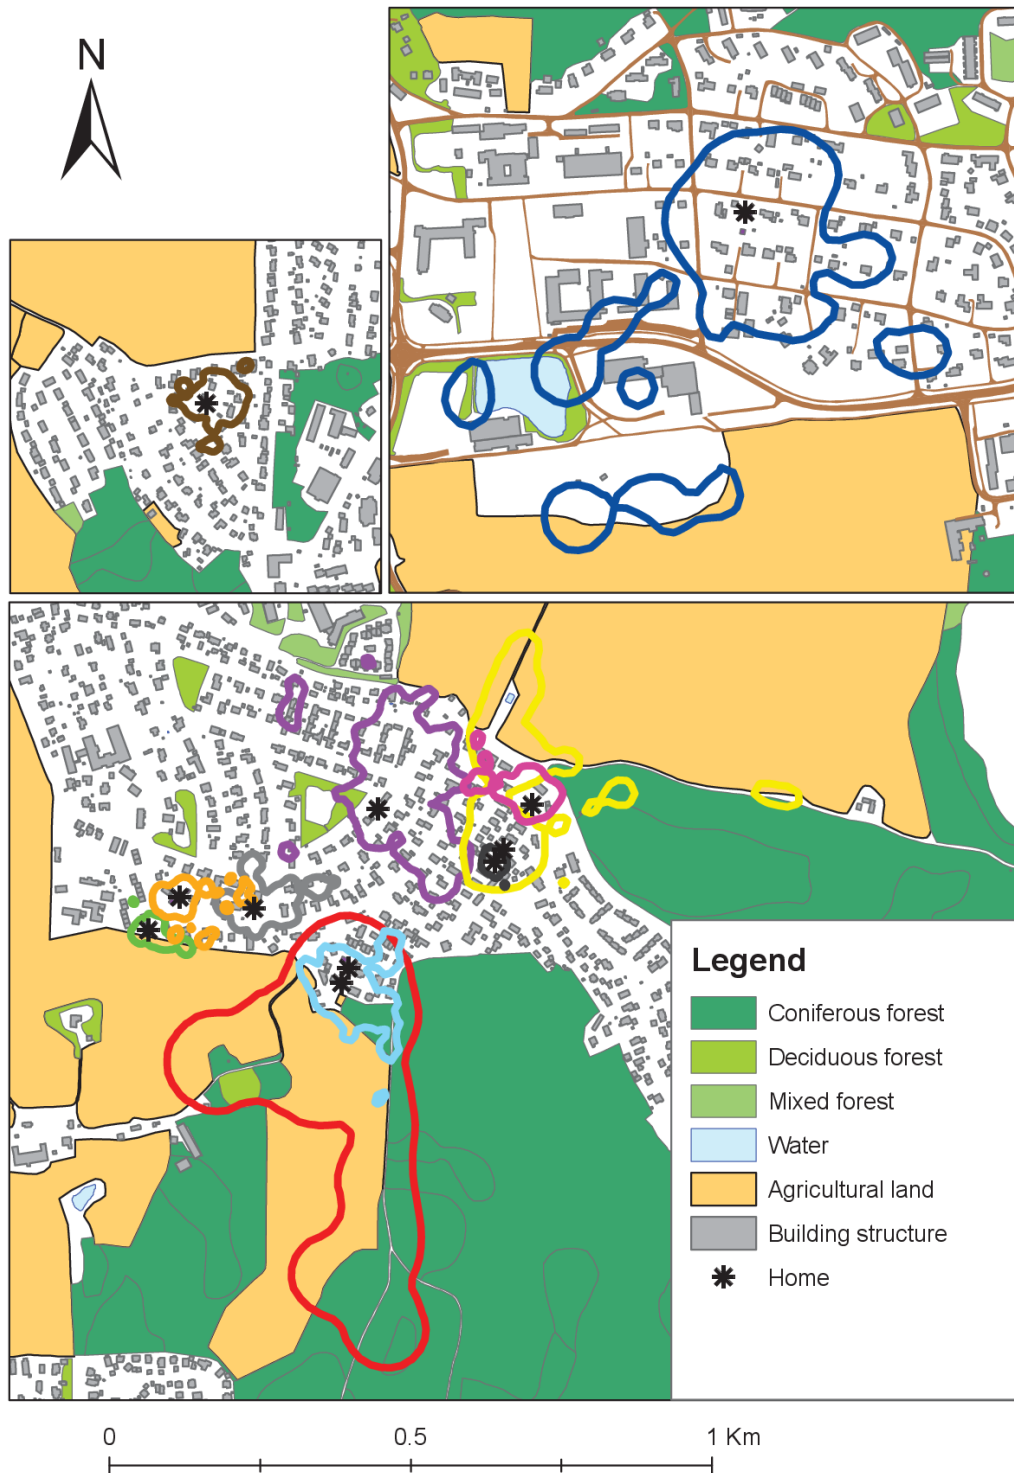 N
Legend
Coniferous forest
Deciduous forest
Mixed forest
Water
Agricultural land
Building structure
Home
0 0.5 1 Km